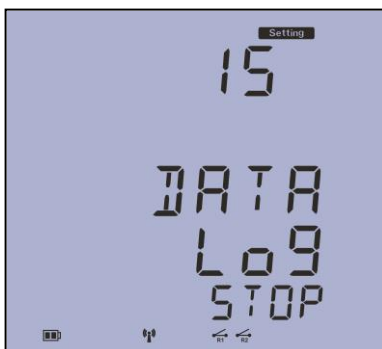 Setting
15
DATA
Log
STOP
R1 R2